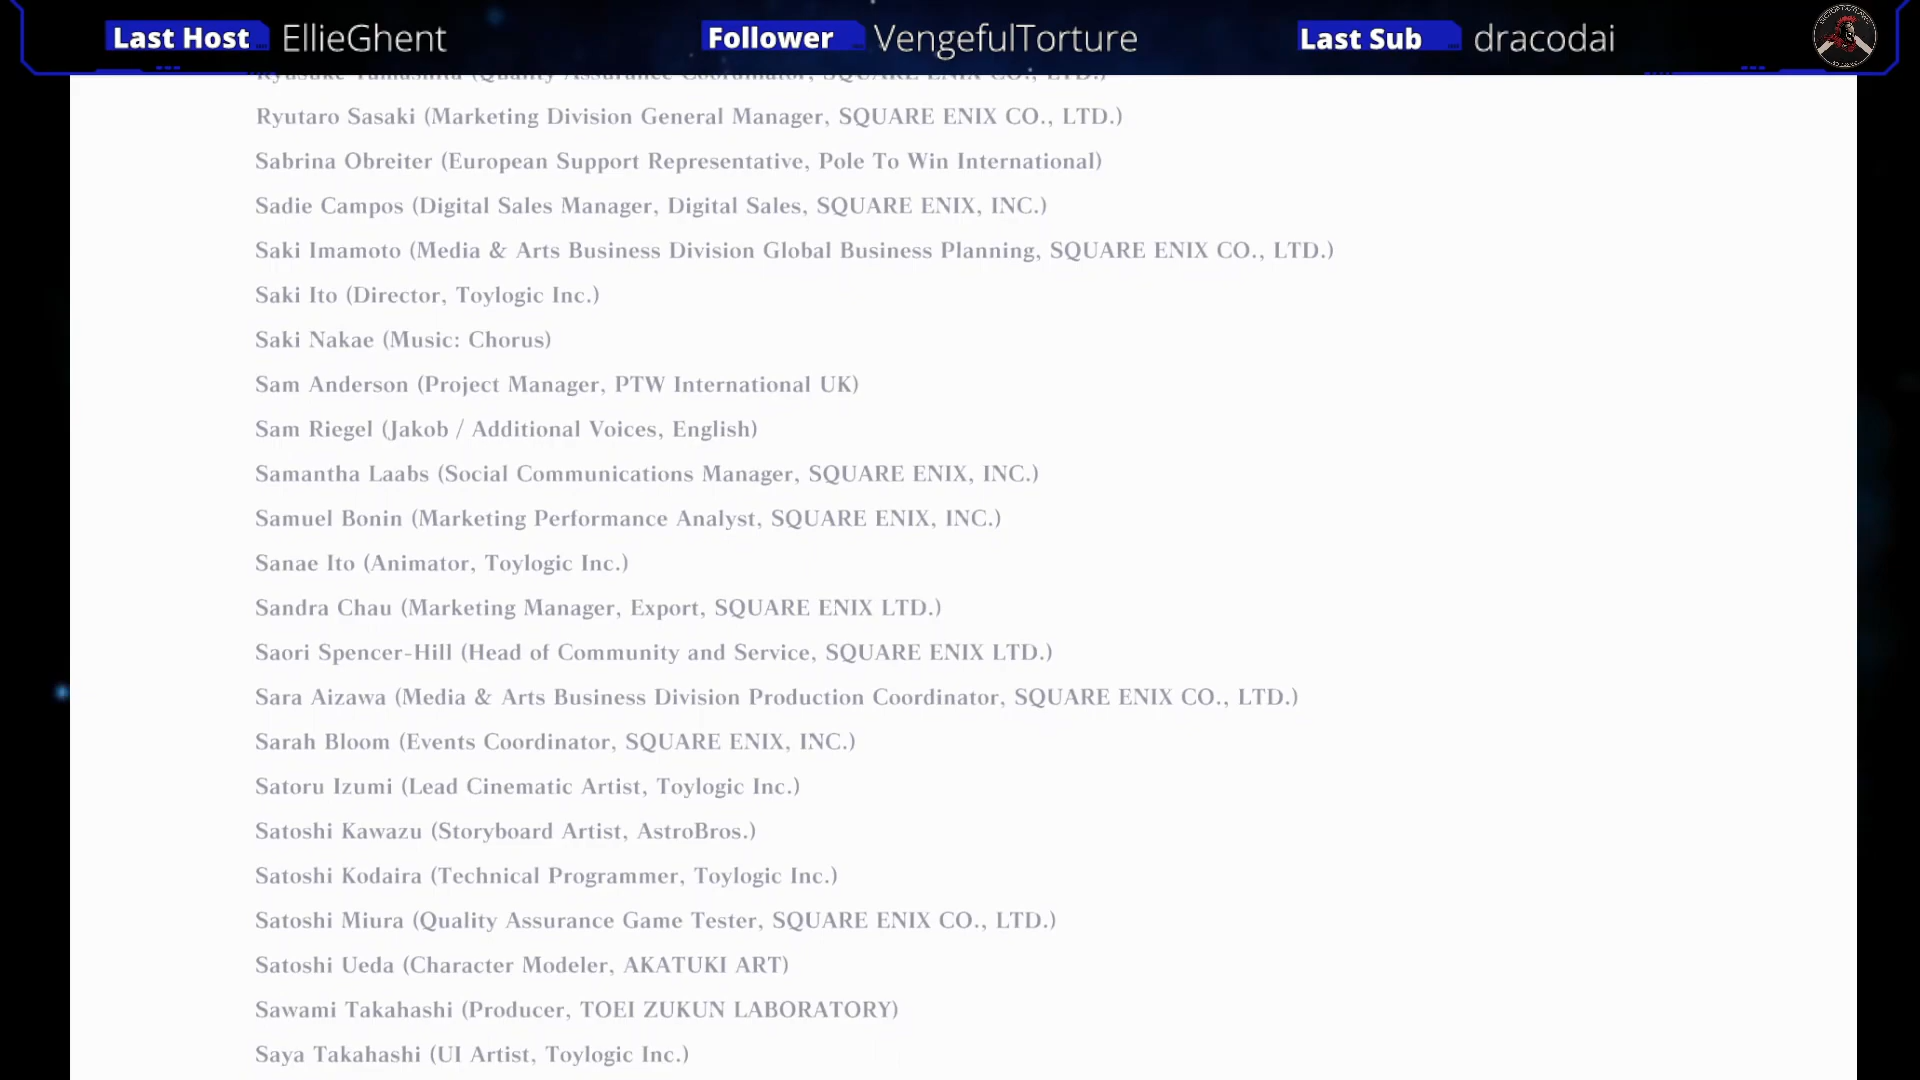 Last Host EllieGhent Follower VengefulTorture Last Sub dracodai
Ryusuke Yamashita (Quality Assurance Coordinator, SQUARE ENIX CO., LTD.)
Ryutaro Sasaki (Marketing Division General Manager, SQUARE ENIX CO., LTD.)
Sabrina Obreiter (European Support Representative, Pole To Win International)
Sadie Campos (Digital Sales Manager, Digital Sales, SQUARE ENIX, INC.)
Saki Imamoto (Media & Arts Business Division Global Business Planning, SQUARE ENIX CO., LTD.)
Saki Ito (Director, Toylogic Inc.)
Saki Nakae (Music: Chorus)
Sam Anderson (Project Manager, PTW International UK)
Sam Riegel (Jakob / Additional Voices, English)
Samantha Laabs (Social Communications Manager, SQUARE ENIX, INC.)
Samuel Bonin (Marketing Performance Analyst, SQUARE ENIX, INC.)
Sanae Ito (Animator, Toylogic Inc.)
Sandra Chau (Marketing Manager, Export, SQUARE ENIX LTD.)
Saori Spencer-Hill (Head of Community and Service, SQUARE ENIX LTD.)
Sara Aizawa (Media & Arts Business Division Production Coordinator, SQUARE ENIX CO., LTD.)
Sarah Bloom (Events Coordinator, SQUARE ENIX, INC.)
Satoru Izumi (Lead Cinematic Artist, Toylogic Inc.)
Satoshi Kawazu (Storyboard Artist, AstroBros.)
Satoshi Kodaira (Technical Programmer, Toylogic Inc.)
Satoshi Miura (Quality Assurance Game Tester, SQUARE ENIX CO., LTD.)
Satoshi Ueda (Character Modeler, AKATUKI ART)
Sawami Takahashi (Producer, TOEI ZUKUN LABORATORY)
Saya Takahashi (UI Artist, Toylogic Inc.)